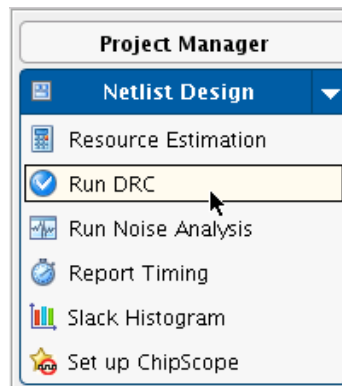 Project Manager
Netlist Design
Resource Estimation
Run DRC
Run Noise Analysis
Report Timing
Slack Histogram
Set up ChipScope